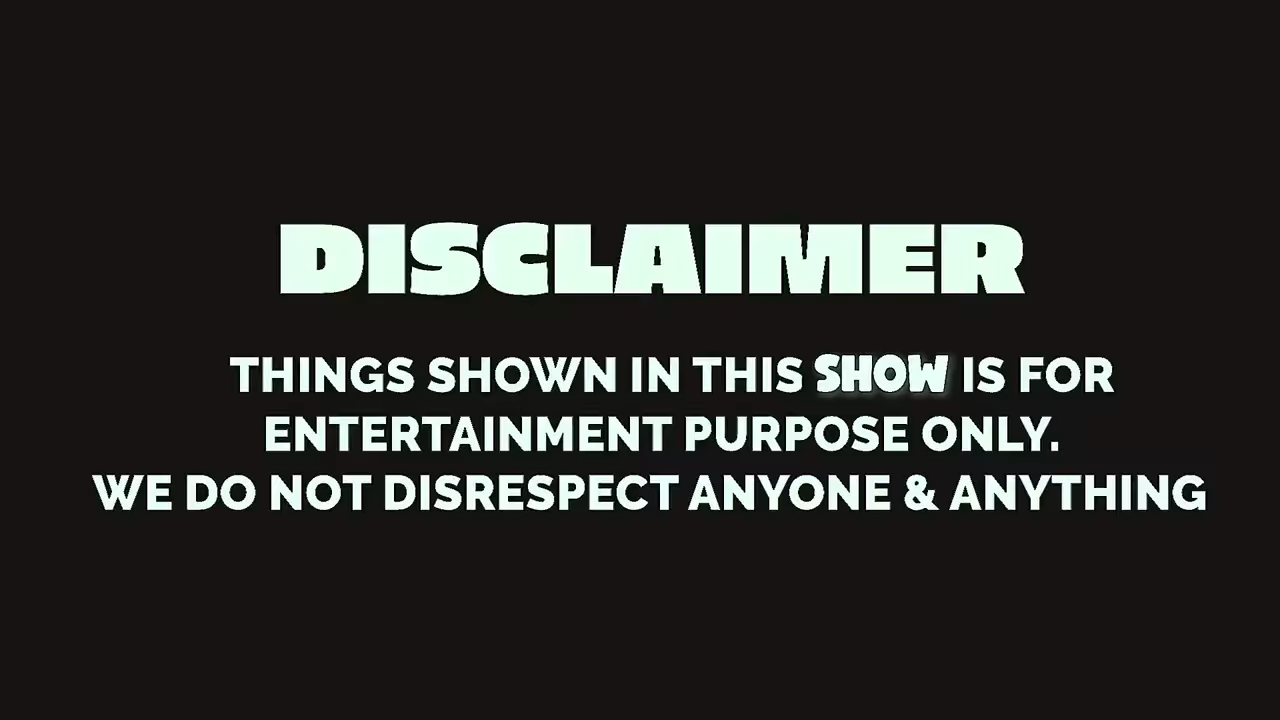 DISCLAIMER
THINGS SHOWN IN THIS SHOW IS FOR
ENTERTAINMENT PURPOSE ONLY.
WE DO NOT DISRESPECT ANYONE & ANYTHING